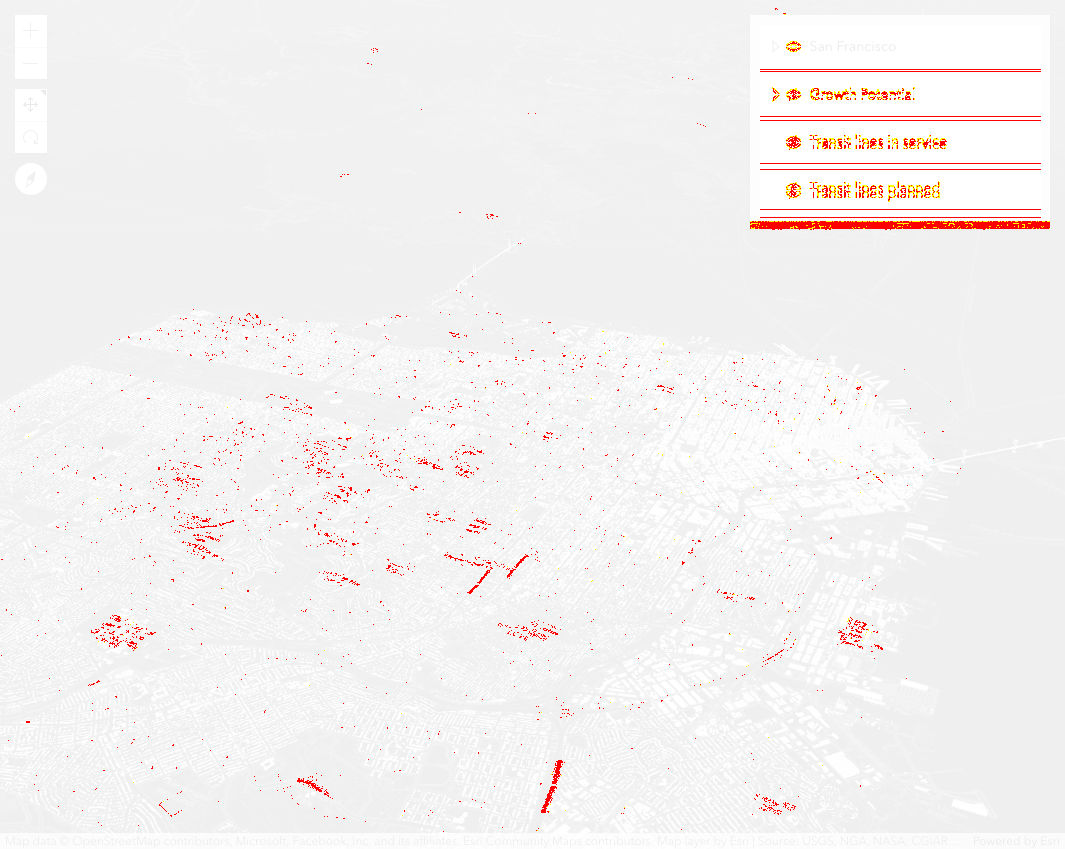 San Francisco
Growth Potential
Transit lines in service
Transit lines planned
Map data © OpenStreetMap contributors, Microsoft, Facebook, Inc. and its affiliates, Esri Community Maps contributors, Map layer by Esri | Source: USGS, NGA, NASA, CGIAR, Powered by Esri